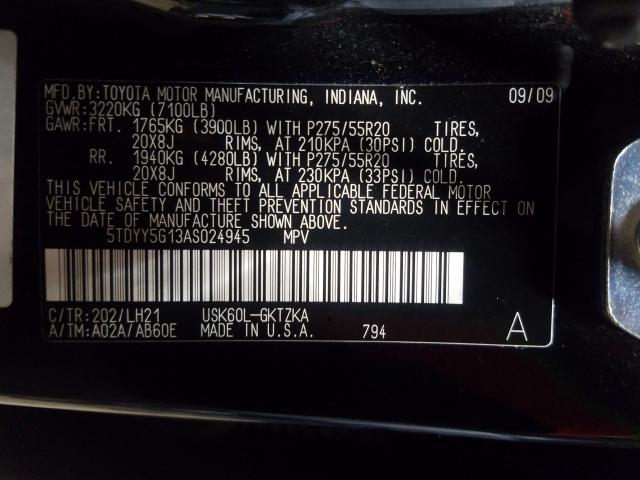 MFD.BY:TOYOTA MOTOR MANUFACTURING, INDIANA, INC. 09/09
GVWR:3220KG (7100LB)
GAWR:FRT. 1765KG (3900LB) WITH P275/55R20 TIRES,
20X8J RIMS, AT 210KPA (30PSI) COLD.
RR. 1940KG (4280LB) WITH P275/55R20 TIRES,
20X8J RIMS, AT 230KPA (33PSI) COLD.
THIS VEHICLE CONFORMS TO ALL APPLICABLE FEDERAL MOTOR
VEHICLE SAFETY AND THEFT PREVENTION STANDARDS IN EFFECT ON
THE DATE OF MANUFACTURE SHOWN ABOVE.
5TDYY5G13AS024945 MPV
C/TR:202/LH21 USK60L-GKTZKA
A/TM:A02A/AB60E MADE IN U.S.A. 794 A